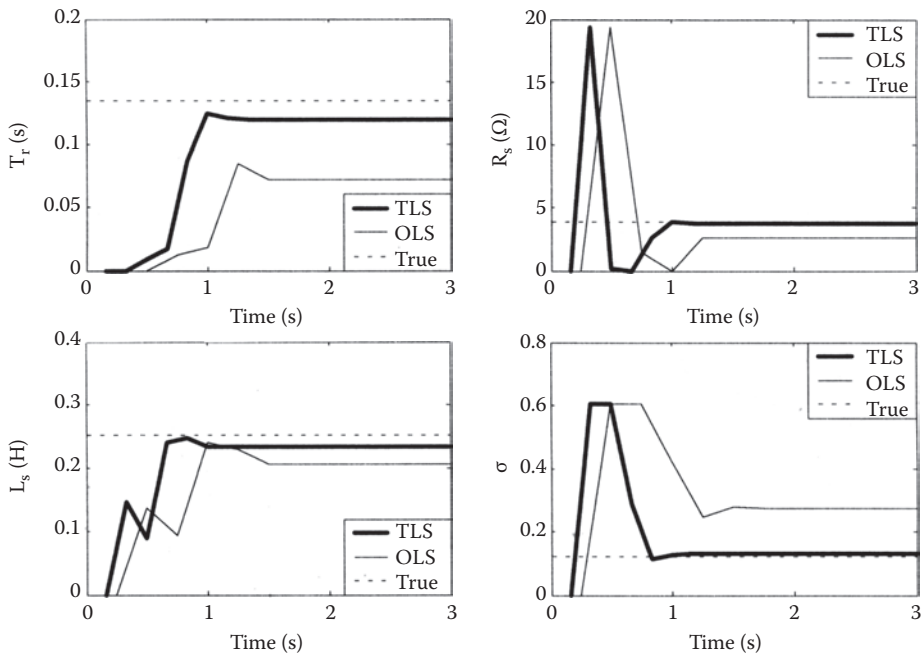 0.2
0.15
0.1
0.05
0
T_r (s)
TLS
OLS
True
0
1
2
3
Time (s)
20
15
10
5
0
R_s (Ω)
TLS
OLS
True
0
1
2
3
Time (s)
0.4
0.3
0.2
0.1
0
L_s (H)
TLS
OLS
True
0
1
2
3
Time (s)
0.8
0.6
0.4
0.2
0
σ
TLS
OLS
True
0
1
2
3
Time (s)